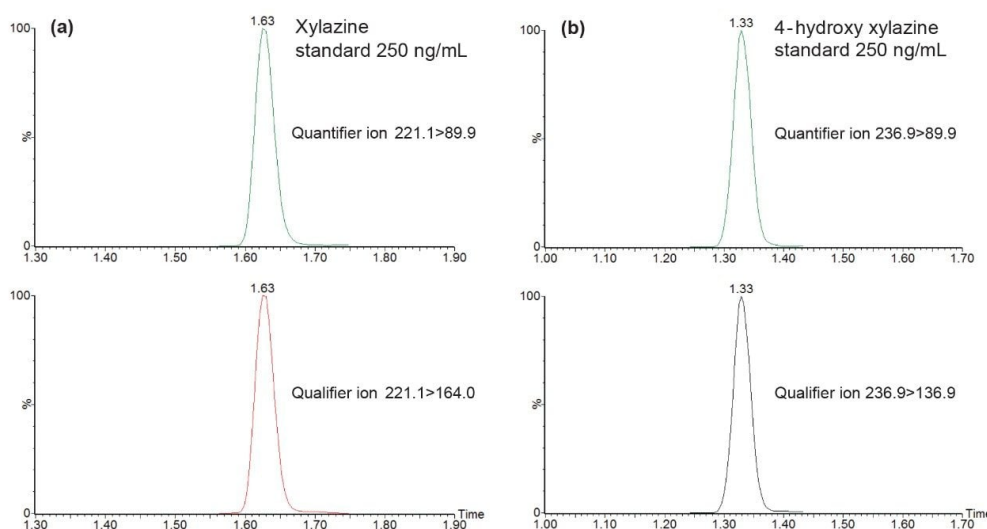 (a)
1.63
Xylazine
standard 250 ng/mL
100
%
0
Quantifier ion 221.1>89.9
1.30 1.40 1.50 1.60 1.70 1.80 1.90
(b)
1.33
4-hydroxy xylazine
standard 250 ng/mL
100
%
0
Quantifier ion 236.9>89.9
1.00 1.10 1.20 1.30 1.40 1.50 1.60 1.70
1.63
100
%
0
Qualifier ion 221.1>164.0
1.30 1.40 1.50 1.60 1.70 1.80 1.90 Time
1.33
100
%
0
Qualifier ion 236.9>136.9
1.00 1.10 1.20 1.30 1.40 1.50 1.60 1.70 Time